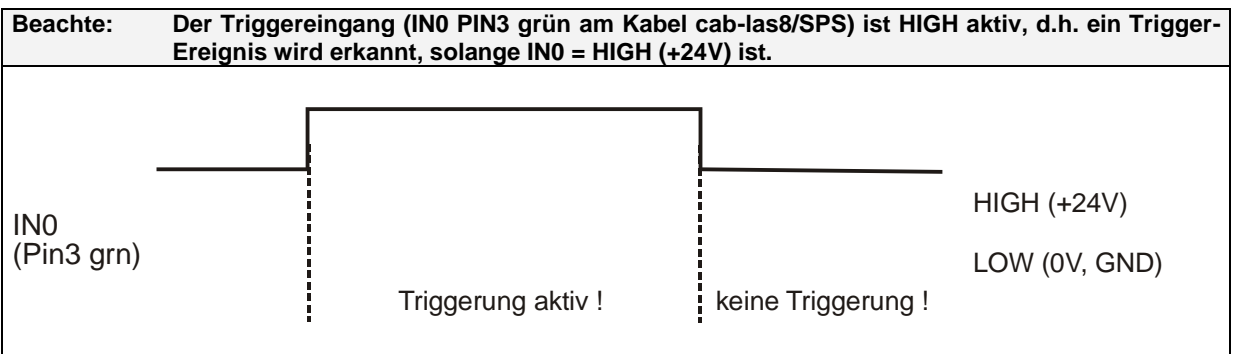 Beachte: Der Triggereingang (IN0 PIN3 grün am Kabel cab-las8/SPS) ist HIGH aktiv, d.h. ein Trigger-
Ereignis wird erkannt, solange IN0 = HIGH (+24V) ist.
HIGH (+24V)
IN0
(Pin3 grn)
LOW (0V, GND)
Triggerung aktiv !
keine Triggerung !